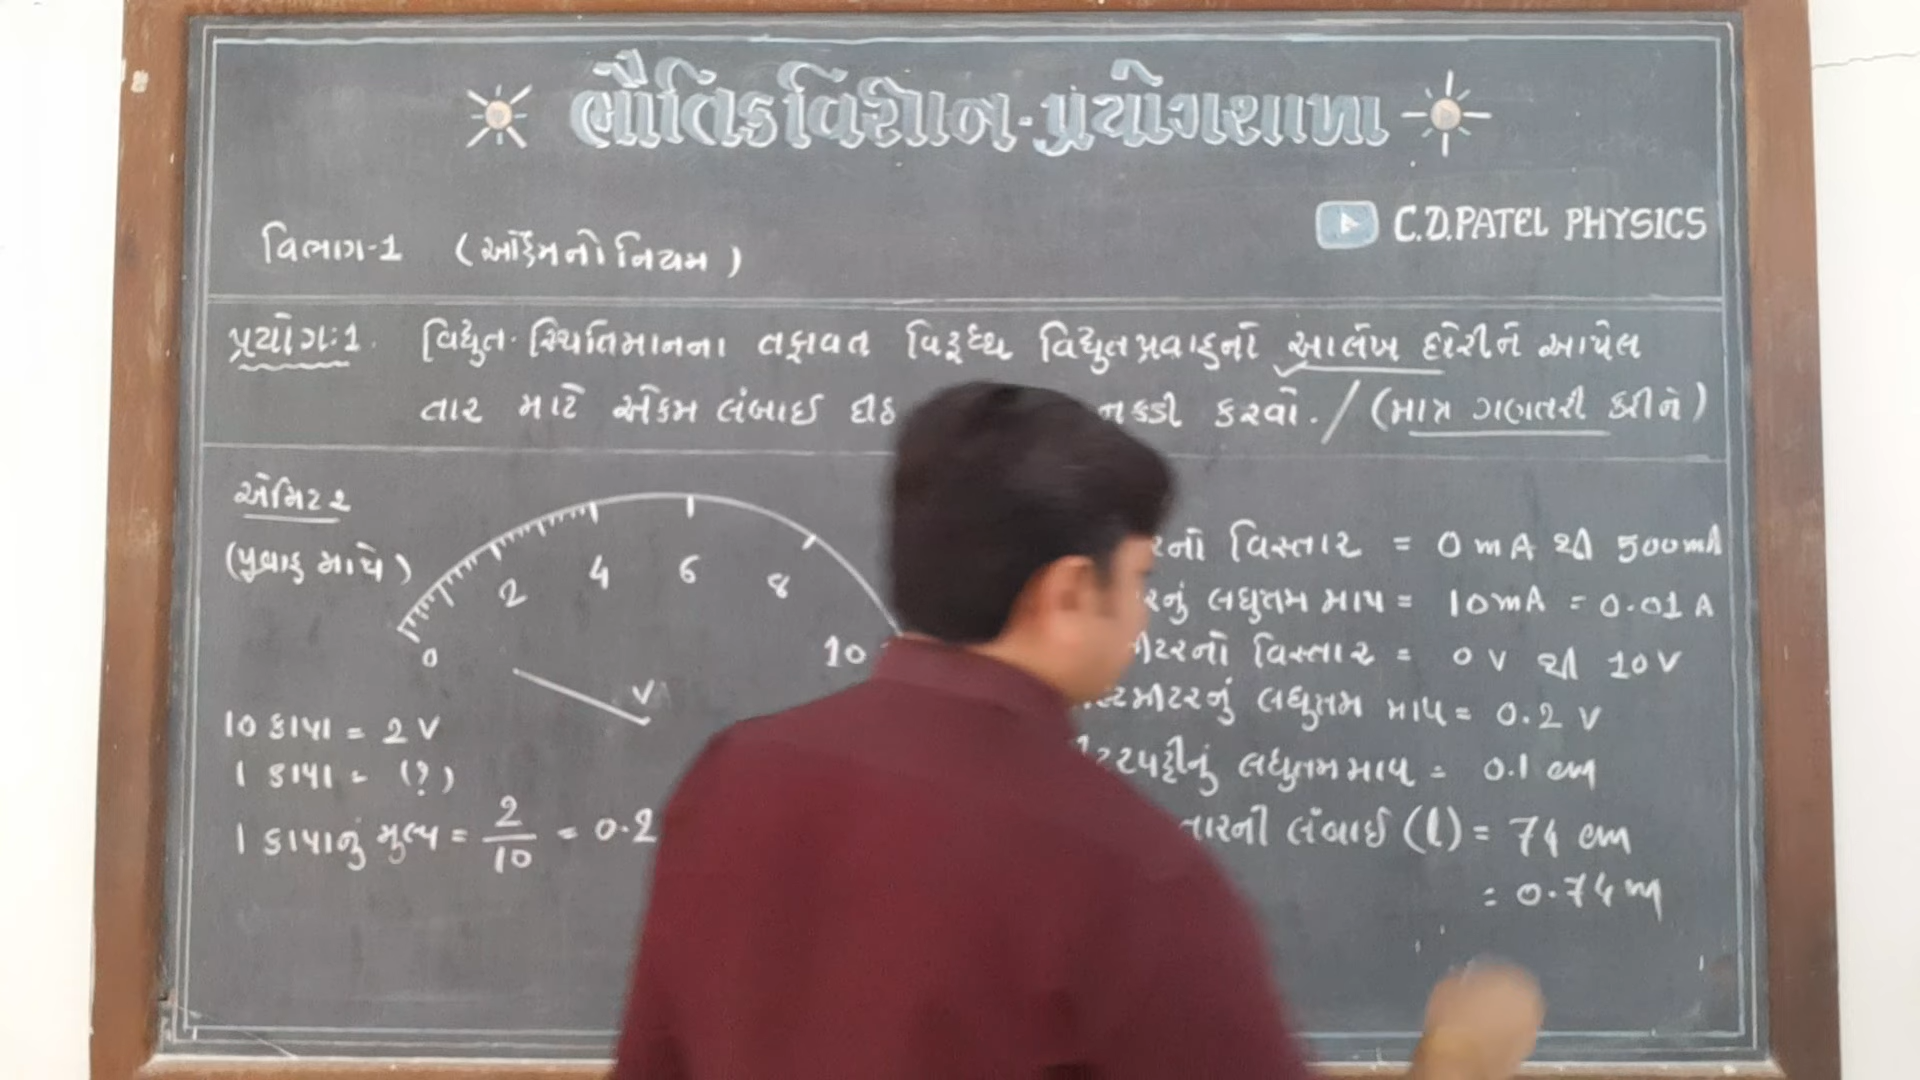 ભૌતિકવિજ્ઞાન-પ્રયોગશાળા
C.D.PATEL PHYSICS
વિભાગ-1 (ઓહ્મનો નિયમ)
પ્રયોગ:1. વિદ્યુત સ્થિતિમાનના તફાવત વિરૂધ્ધ વિદ્યુતપ્રવાહનો આલેખ દોરીને આપેલ
તાર માટે એકમ લંબાઈ દીઠ નક્કી કરવો. / (માત્ર ગણતરી કરીને)
એમિટર
(પ્રવાહ માપે)
0 2 4 6 8 10
V
10 કાપા = 2 V
1 કાપા = (?)
1 કાપાનું મુલ્ય = 2/10 = 0.2
વિસ્તાર = 0 mA થી 500mA
લઘુતમ માપ = 10mA = 0.01 A
વિસ્તાર = 0 V થી 10 V
લઘુતમ માપ = 0.2 V
લઘુતમ માપ = 0.1 cm
તારની લંબાઈ (l) = 74 cm
= 0.74 m